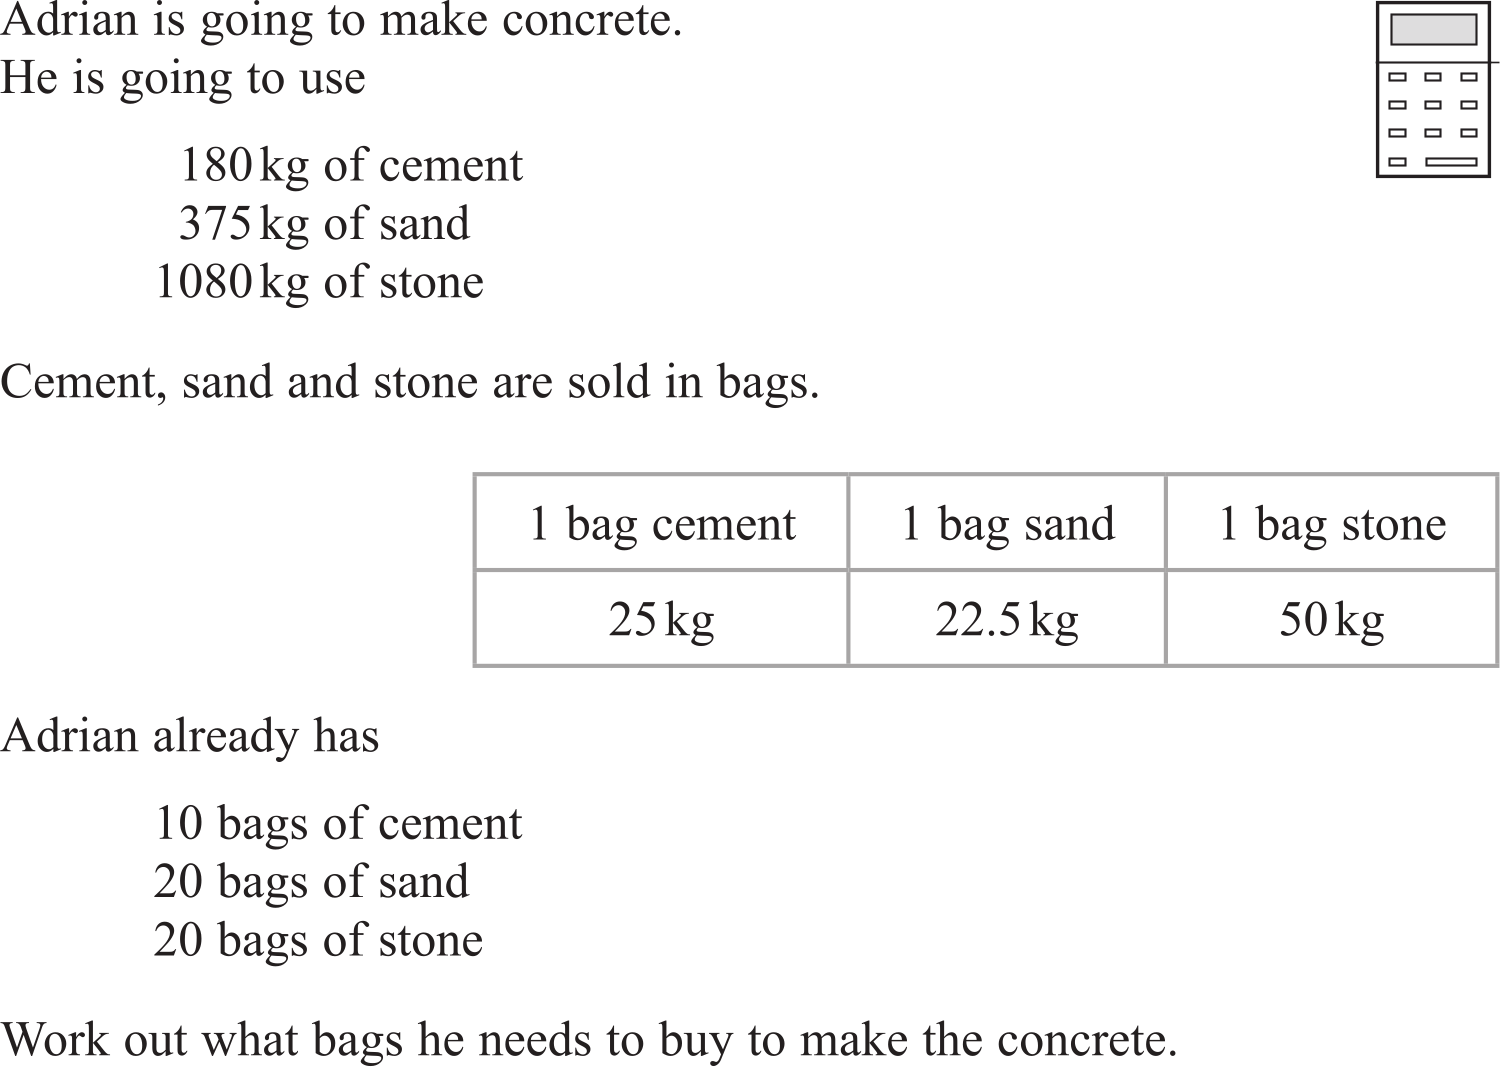 Adrian is going to make concrete.
He is going to use
180 kg of cement
375 kg of sand
1080 kg of stone
Cement, sand and stone are sold in bags.
1 bag cement 1 bag sand 1 bag stone
25 kg 22.5 kg 50 kg
Adrian already has
10 bags of cement
20 bags of sand
20 bags of stone
Work out what bags he needs to buy to make the concrete.